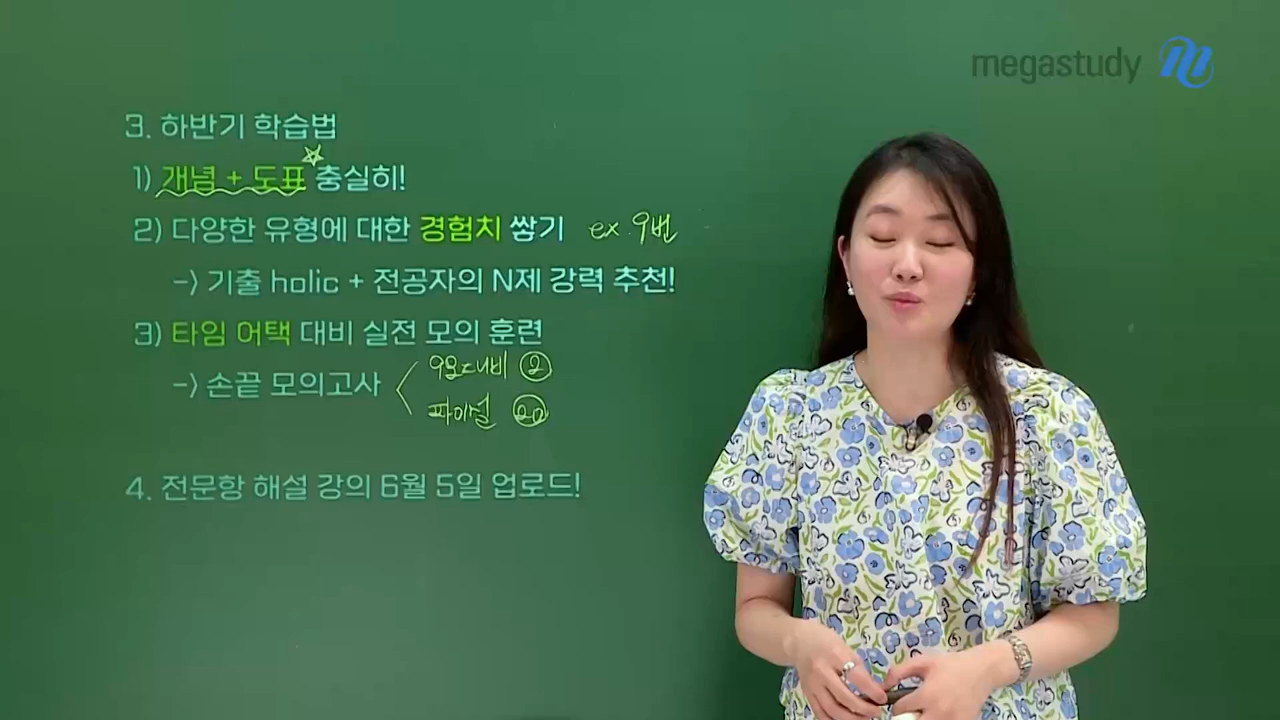 megastudy
3. 하반기 학습법
1) 개념 + 도표 충실히!
2) 다양한 유형에 대한 경험치 쌓기 ex. 9번
-> 기출 holic + 전공자의 N제 강력 추천!
3) 타임 어택 대비 실전 모의 훈련
-> 손끝 모의고사
9모대비 ②
파이널
4. 전문항 해설 강의 6월 5일 업로드!